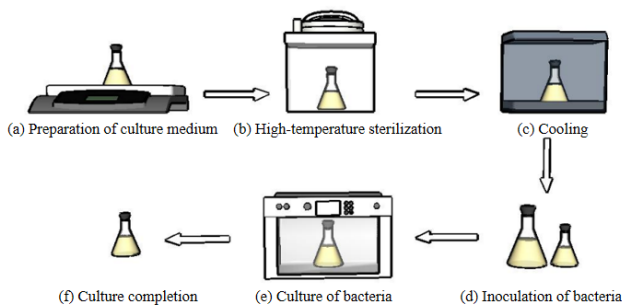 (a) Preparation of culture medium
(b) High-temperature sterilization
(c) Cooling
(f) Culture completion
(e) Culture of bacteria
(d) Inoculation of bacteria